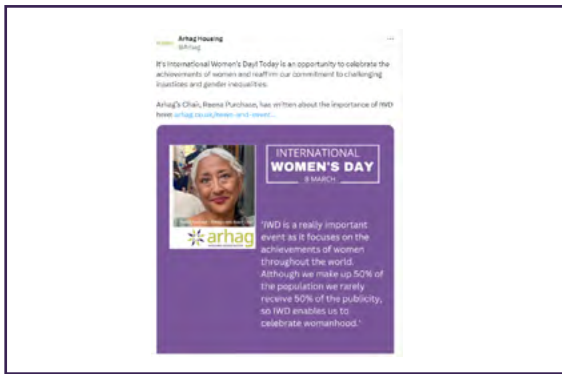 Arhag Housing
@Arhag
It's International Women's Day! Today is an opportunity to celebrate the
achievements of women and reaffirm our commitment to challenging
injustices and gender inequalities.
Arhag's Chair, Reena Purchase, has written about the importance of IWD
here: arhag.co.uk/news-and-event...
INTERNATIONAL
WOMEN'S DAY
8 MARCH
arhag
'IWD is a really important
event as it focuses on the
achievements of women
throughout the world.
Although we make up 50% of
the population we rarely
receive 50% of the publicity,
so IWD enables us to
celebrate womanhood.'